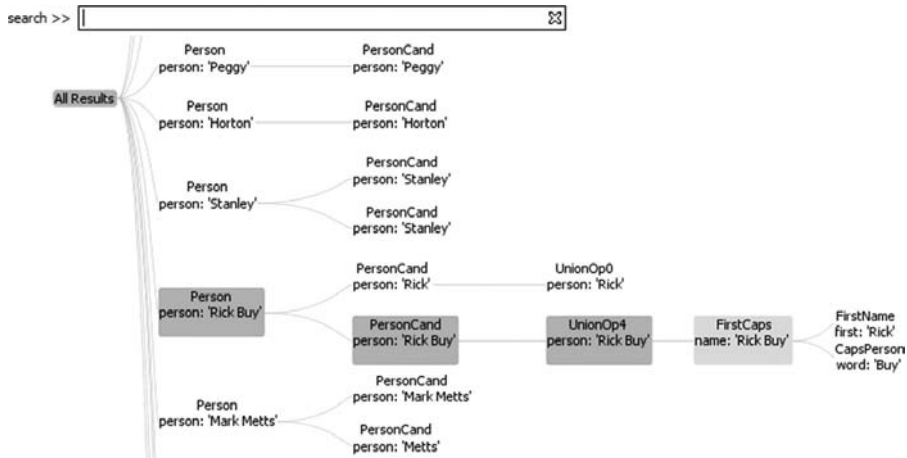 search >>
Person
person: 'Peggy'
PersonCand
person: 'Peggy'
All Results
Person
person: 'Horton'
PersonCand
person: 'Horton'
Person
person: 'Stanley'
PersonCand
person: 'Stanley'
PersonCand
person: 'Stanley'
Person
person: 'Rick Buy'
PersonCand
person: 'Rick'
UnionOp0
person: 'Rick'
PersonCand
person: 'Rick Buy'
UnionOp4
person: 'Rick Buy'
FirstCaps
name: 'Rick Buy'
FirstName
first: 'Rick'
CapsPerson
word: 'Buy'
Person
person: 'Mark Metts'
PersonCand
person: 'Mark Metts'
PersonCand
person: 'Metts'